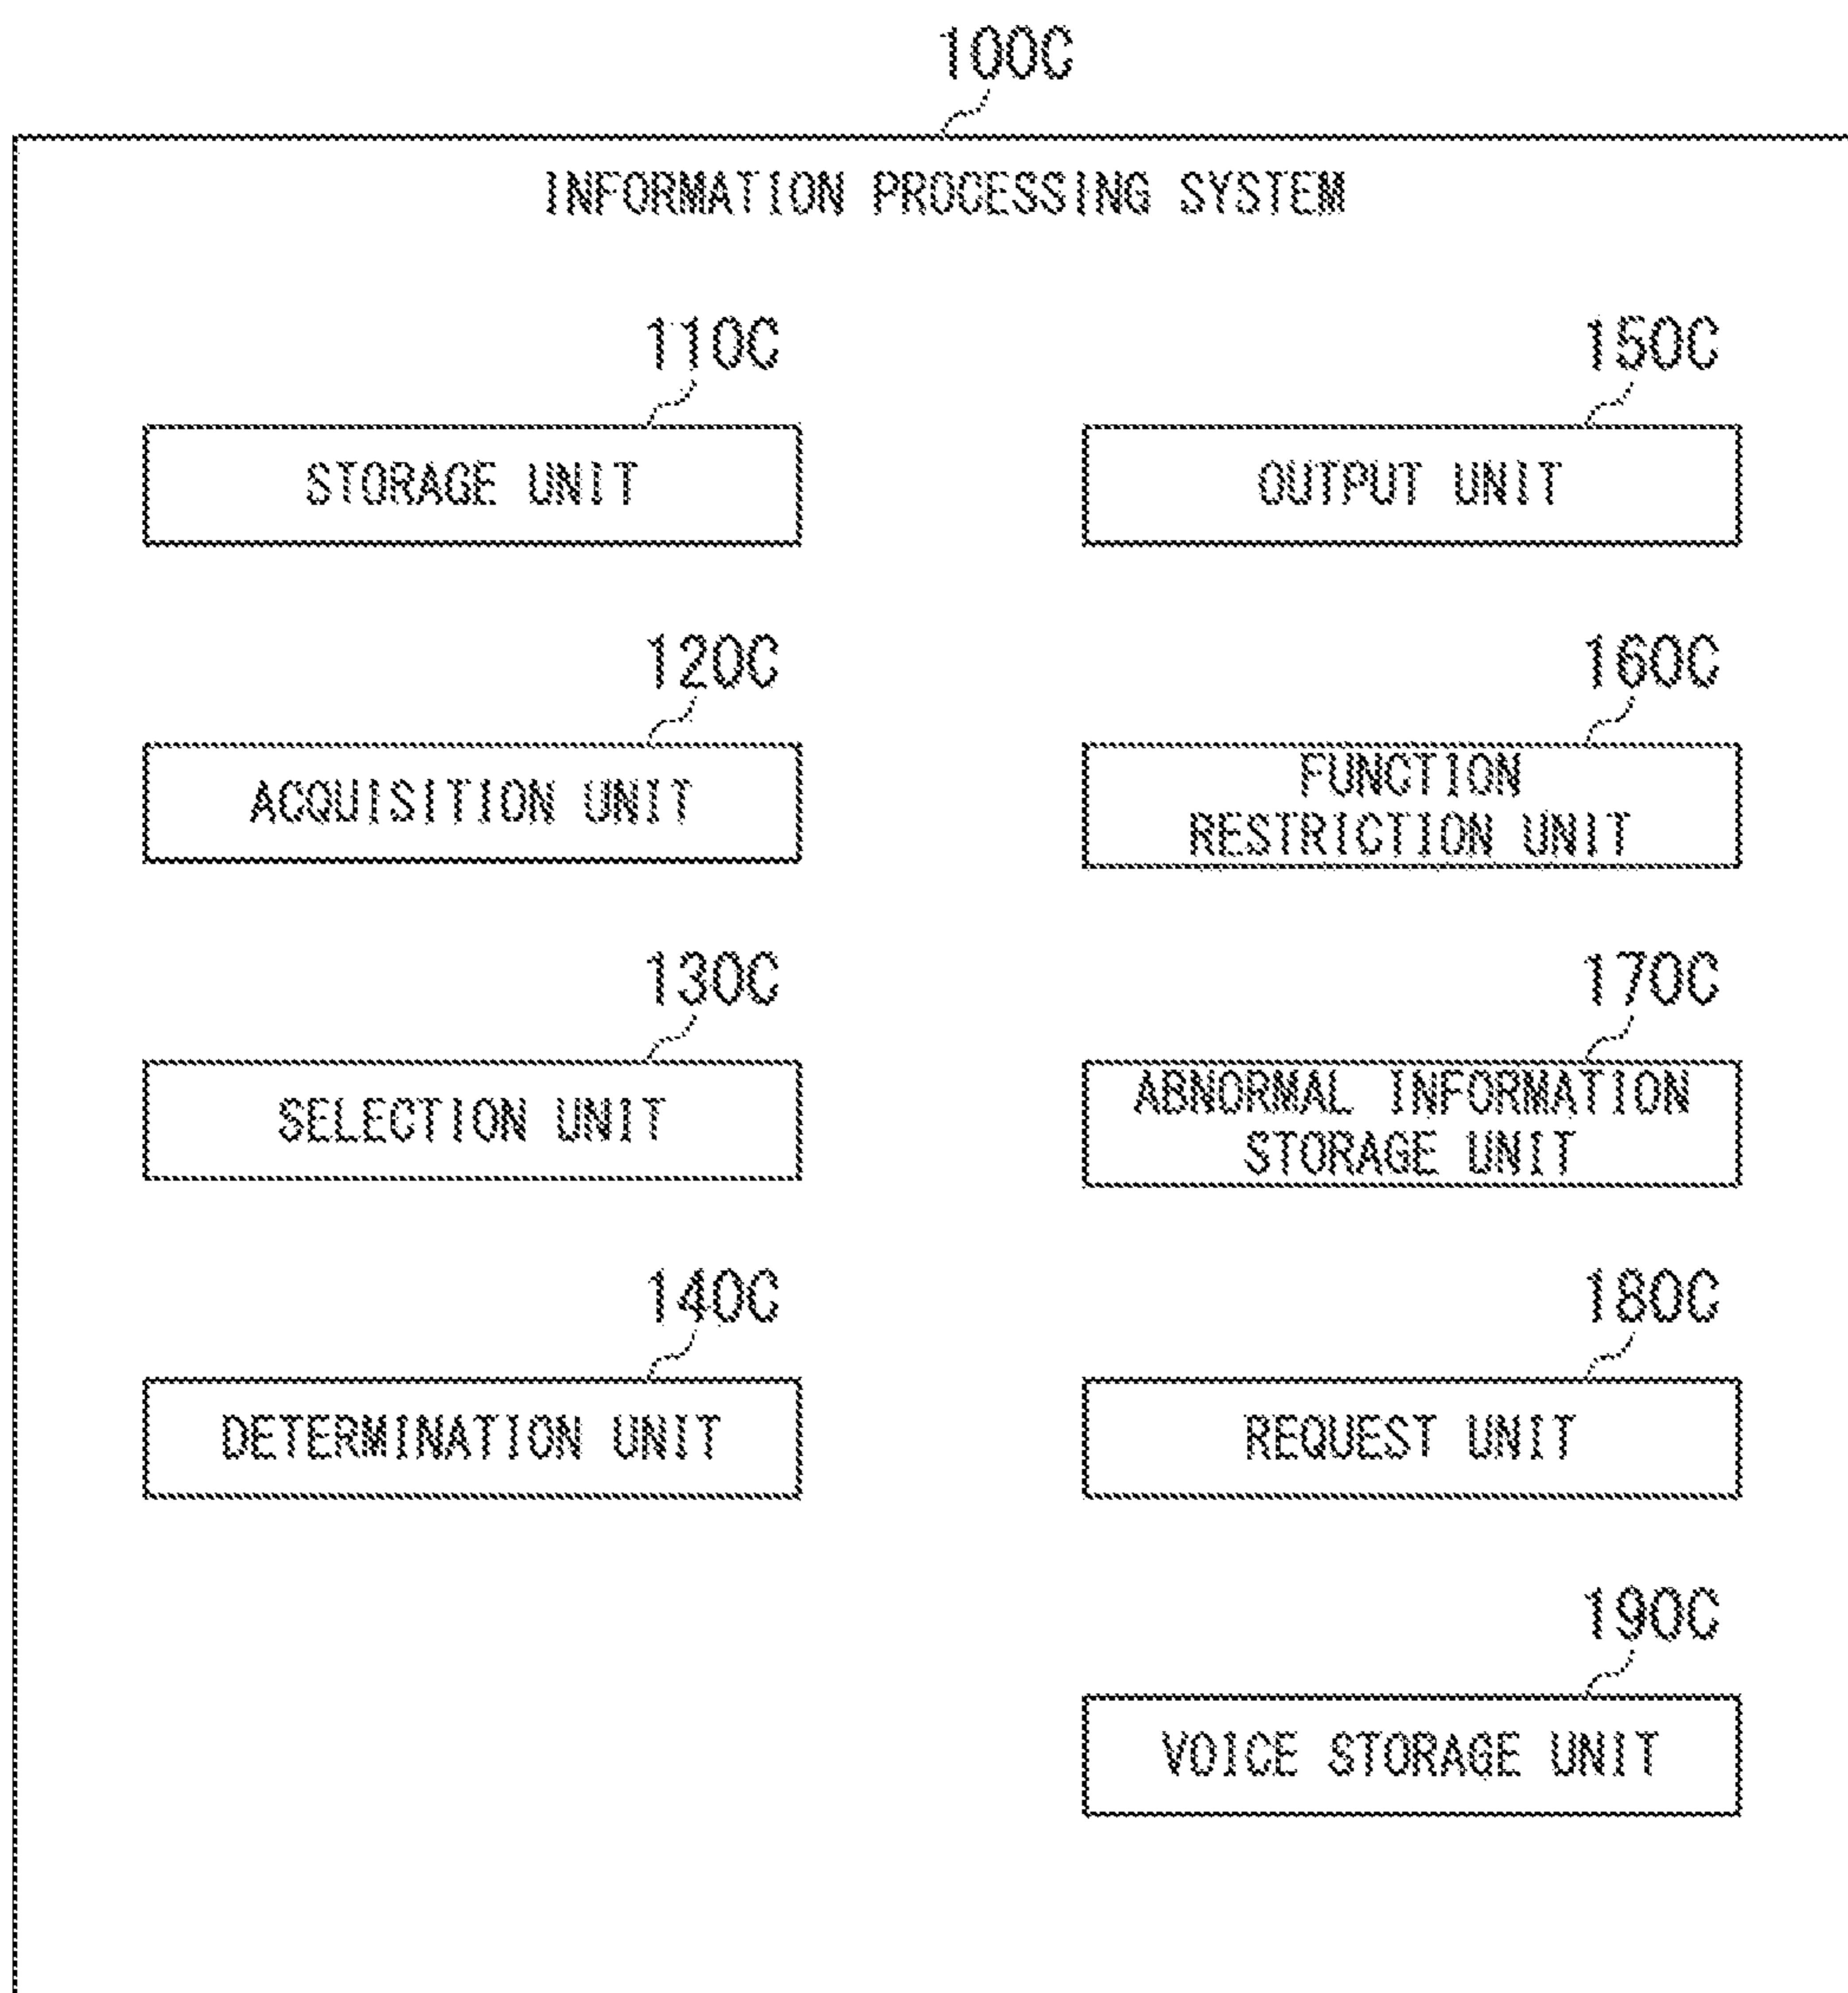 100C
INFORMATION PROCESSING SYSTEM
110C
STORAGE UNIT
120C
ACQUISITION UNIT
130C
SELECTION UNIT
140C
DETERMINATION UNIT
150C
OUTPUT UNIT
160C
FUNCTION
RESTRICTION UNIT
170C
ABNORMAL INFORMATION
STORAGE UNIT
180C
REQUEST UNIT
190C
VOICE STORAGE UNIT